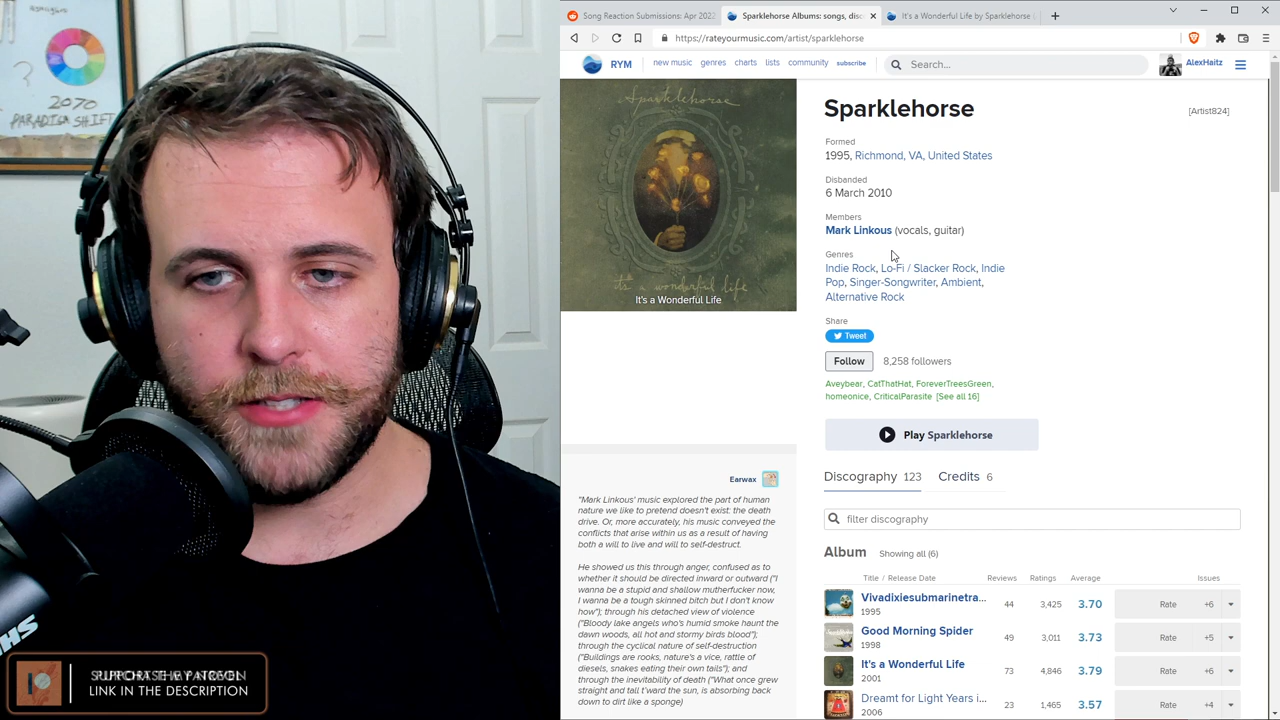 2070
PARADIGM SHIFT
LINK IN THE DESCRIPTION
Song Reaction Submissions: Apr 2022
Sparklehorse Albums: songs, disc
It's a Wonderful Life by Sparklehorse
https://rateyourmusic.com/artist/sparklehorse
RYM
new music
genres
charts
lists
community
subscribe
Search...
AlexHaitz
Sparklehorse
it's a wonderful life
It's a Wonderful Life
Sparklehorse
[Artist824]
Formed
1995, Richmond, VA, United States
Disbanded
6 March 2010
Members
Mark Linkous (vocals, guitar)
Genres
Indie Rock, Lo-Fi / Slacker Rock, Indie
Pop, Singer-Songwriter, Ambient,
Alternative Rock
Share
Tweet
Follow 8,258 followers
Aveybear, CatThatHat, ForeverTreesGreen,
homeonice, CriticalParasite [See all 16]
Play Sparklehorse
Discography 123 Credits 6
filter discography
Album Showing all (6)
Title / Release Date Reviews Ratings Average Issues
Vivadixiesubmarinetra... 44 3,425 3.70 Rate +6
1995
Good Morning Spider 49 3,011 3.73 Rate +5
1998
It's a Wonderful Life 73 4,846 3.79 Rate +6
2001
Dreamt for Light Years i... 23 1,465 3.57 Rate +4
2006
Earwax
"Mark Linkous' music explored the part of human
nature we like to pretend doesn't exist: the death
drive. Or, more accurately, his music conveyed the
conflicts that arise within us as a result of having
both a will to live and will to self-destruct.
He showed us this through anger, confused as to
whether it should be directed inward or outward ("I
wanna be a stupid and shallow mutherfucker now,
I wanna be a tough skinned bitch but I don't know
how"); through his detached view of violence
("Bloody lake angels who's humid smoke haunt the
dawn woods, all hot and stormy birds blood");
through the cyclical nature of self-destruction
("Buildings are rooks, nature's a vice, rattle of
diesels, snakes eating their own tails"); and
through the inevitability of death ("What once grew
straight and tall t'ward the sun, is absorbing back
down to dirt like a sponge)